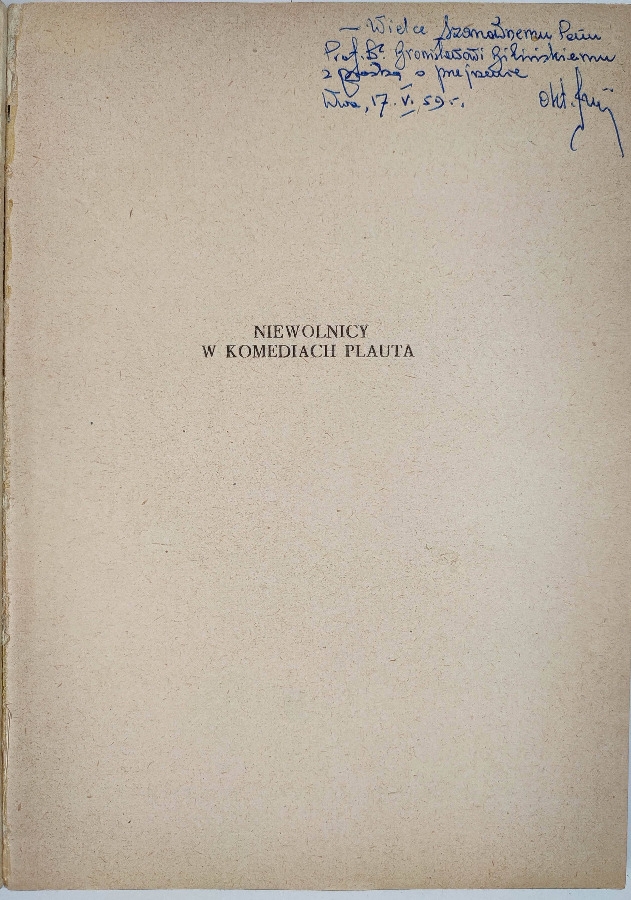 — Wielce Szanownemu Panu
Prof. Dr Bronisławowi Bilińskiemu
z prośbą o przyjęcie
Wwa, 17.VI.59 r.
NIEWOLNICY
W KOMEDIACH PLAUTA